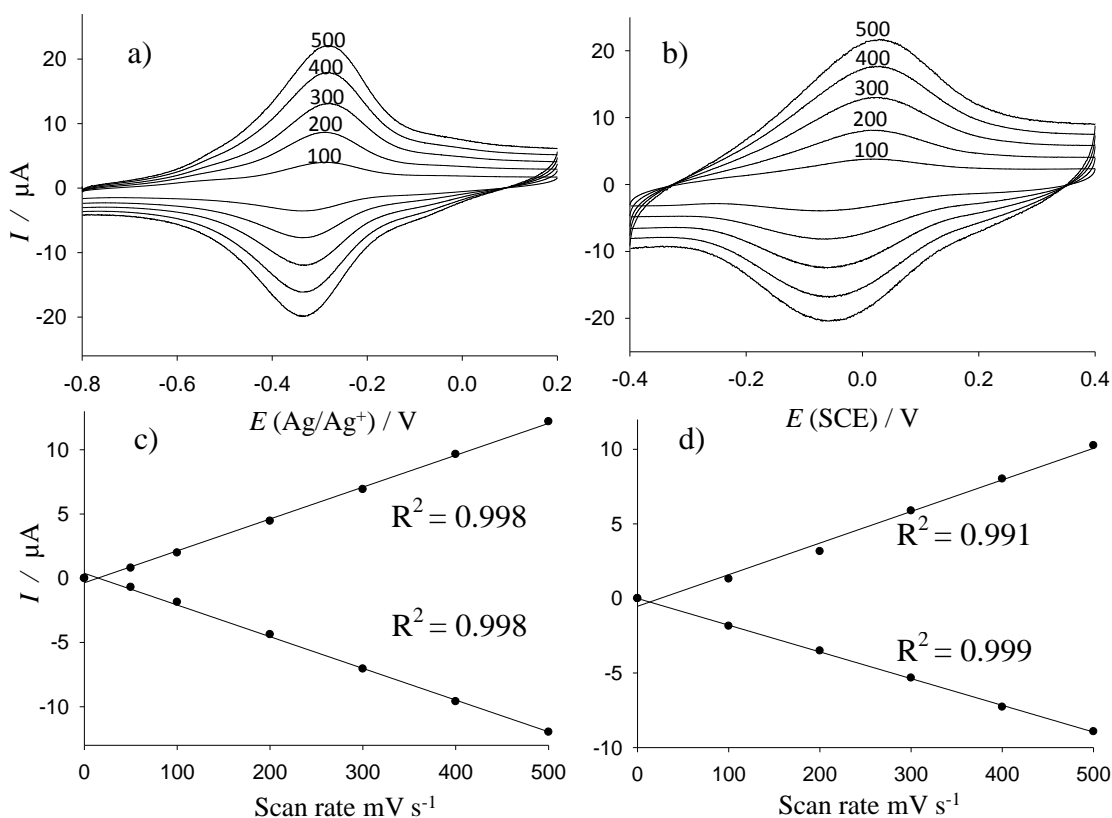 a)
500
400
300
200
100
20
10
0
-10
-20
I / µA
-0.8 -0.6 -0.4 -0.2 0.0 0.2
E (Ag/Ag⁺) / V
b)
500
400
300
200
100
20
10
0
-10
-20
-0.4 -0.2 0.0 0.2 0.4
E (SCE) / V
c)
10
5
0
-5
-10
I / µA
R² = 0.998
R² = 0.998
0 100 200 300 400 500
Scan rate mV s⁻¹
d)
10
5
0
-5
-10
R² = 0.991
R² = 0.999
0 100 200 300 400 500
Scan rate mV s⁻¹